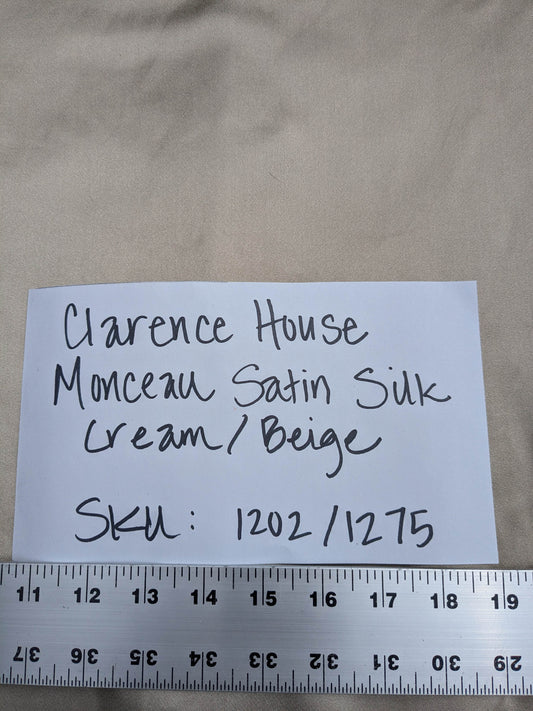 Clarence House
Monceau Satin Silk
Cream/Beige
SKU: 1202/1275
11 12 13 14 15 16 17 18 19
37 36 35 34 33 32 31 30 29